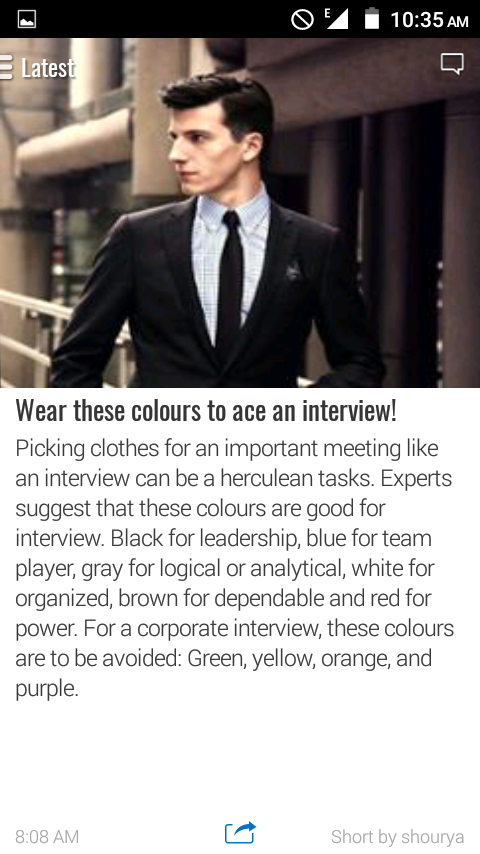 E 10:35 AM
Latest
Wear these colours to ace an interview!
Picking clothes for an important meeting like
an interview can be a herculean tasks. Experts
suggest that these colours are good for
interview. Black for leadership, blue for team
player, gray for logical or analytical, white for
organized, brown for dependable and red for
power. For a corporate interview, these colours
are to be avoided: Green, yellow, orange, and
purple.
8:08 AM Short by shourya